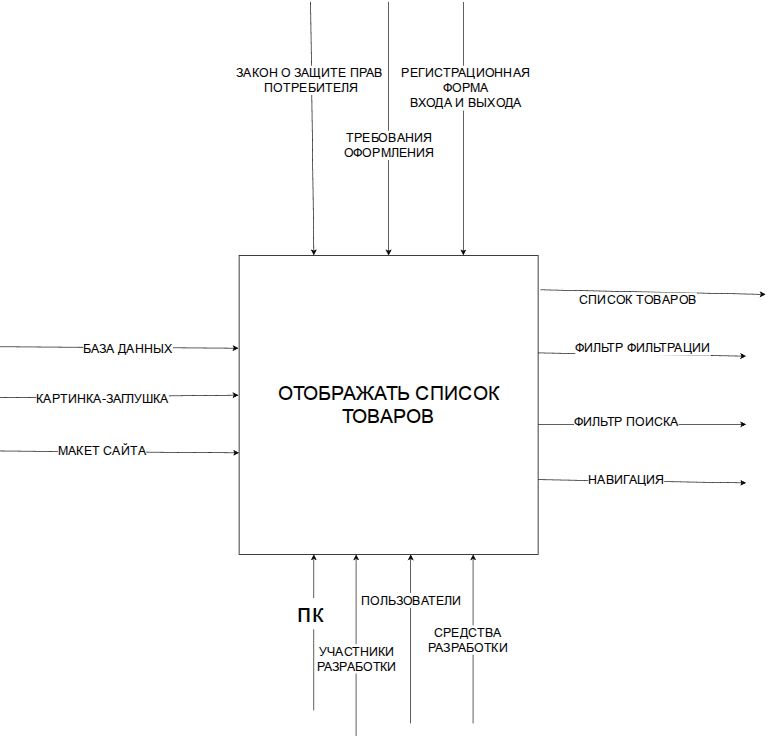 ЗАКОН О ЗАЩИТЕ ПРАВ
ПОТРЕБИТЕЛЯ
РЕГИСТРАЦИОННАЯ
ФОРМА
ВХОДА И ВЫХОДА
ТРЕБОВАНИЯ
ОФОРМЛЕНИЯ
СПИСОК ТОВАРОВ
БАЗА ДАННЫХ
ФИЛЬТР ФИЛЬТРАЦИИ
КАРТИНКА-ЗАГЛУШКА
ОТОБРАЖАТЬ СПИСОК
ТОВАРОВ
ФИЛЬТР ПОИСКА
МАКЕТ САЙТА
НАВИГАЦИЯ
ПК
ПОЛЬЗОВАТЕЛИ
УЧАСТНИКИ
РАЗРАБОТКИ
СРЕДСТВА
РАЗРАБОТКИ